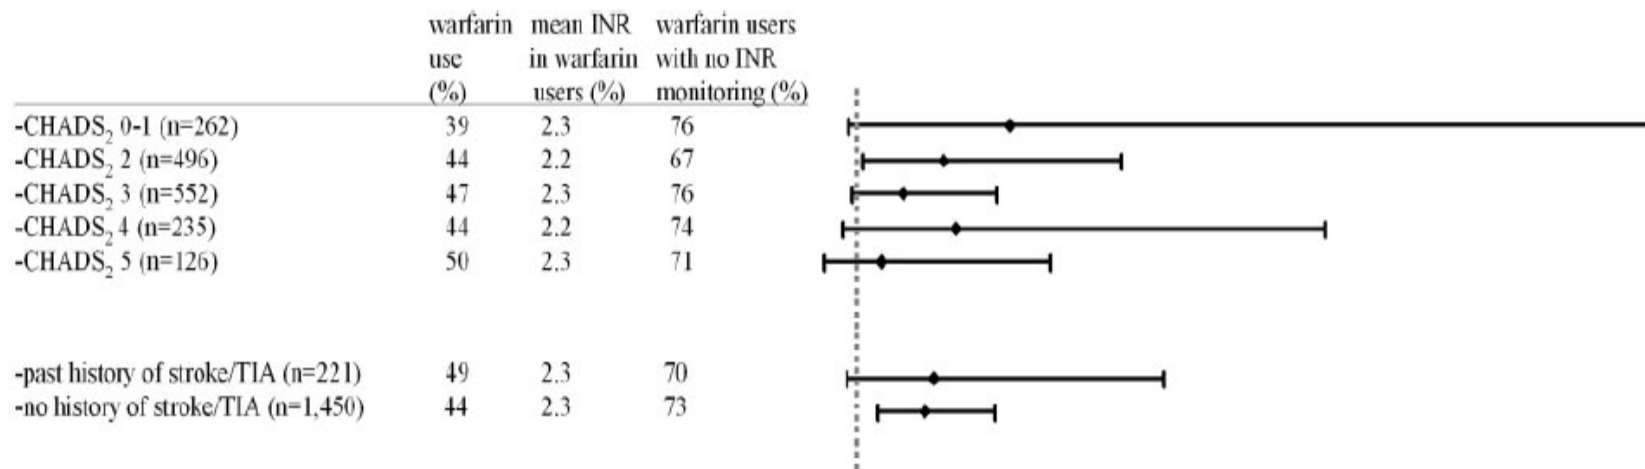 warfarin mean INR warfarin users
use in warfarin with no INR
(%) users (%) monitoring (%)
-CHADS2 0-1 (n=262) 39 2.3 76
-CHADS2 2 (n=496) 44 2.2 67
-CHADS2 3 (n=552) 47 2.3 76
-CHADS2 4 (n=235) 44 2.2 74
-CHADS2 5 (n=126) 50 2.3 71
-past history of stroke/TIA (n=221) 49 2.3 70
-no history of stroke/TIA (n=1,450) 44 2.3 73